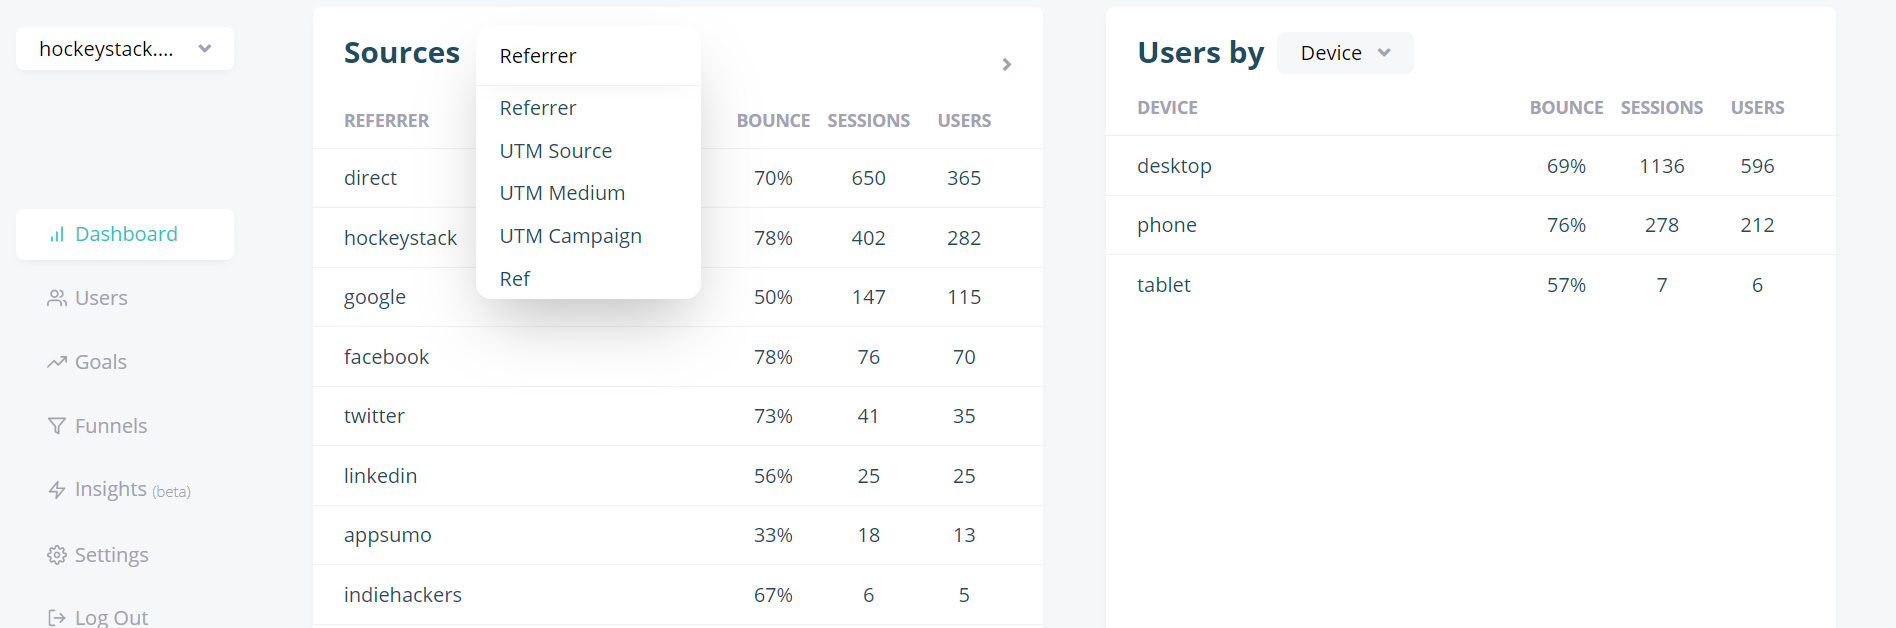 hockeystack....
Dashboard
Users
Goals
Funnels
Insights (beta)
Settings
Log Out
Sources
Referrer
Referrer
UTM Source
UTM Medium
UTM Campaign
Ref
REFERRER BOUNCE SESSIONS USERS
direct 70% 650 365
hockeystack 78% 402 282
google 50% 147 115
facebook 78% 76 70
twitter 73% 41 35
linkedin 56% 25 25
appsumo 33% 18 13
indiehackers 67% 6 5
Users by Device
DEVICE BOUNCE SESSIONS USERS
desktop 69% 1136 596
phone 76% 278 212
tablet 57% 7 6